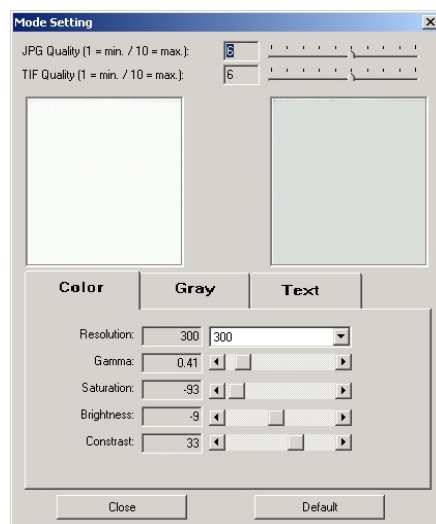 Mode Setting
JPG Quality (1 = min. / 10 = max.): 6
TIF Quality (1 = min. / 10 = max.): 6
Color Gray Text
Resolution: 300 300
Gamma: 0.41
Saturation: -93
Brightness: -9
Constrast: 33
Close Default